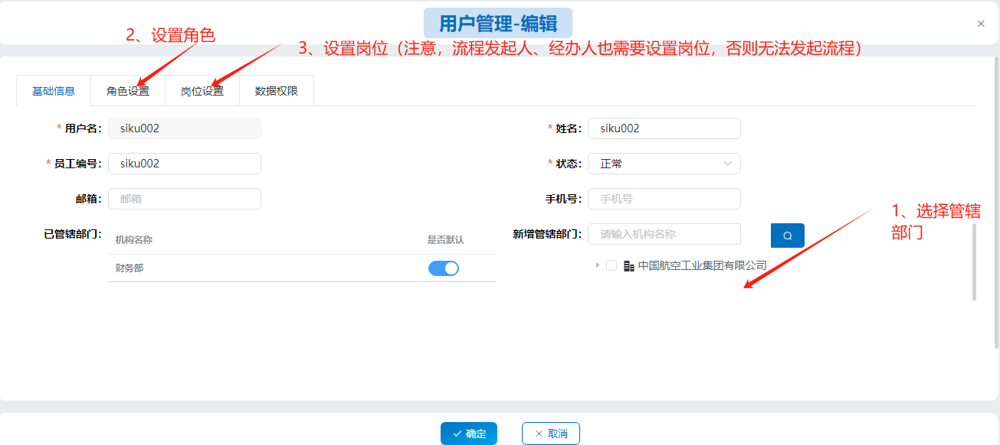 用户管理-编辑
2、设置角色
3、设置岗位（注意，流程发起人、经办人也需要设置岗位，否则无法发起流程）
基础信息 角色设置 岗位设置 数据权限
* 用户名： siku002 * 姓名： siku002
* 员工编号： siku002 * 状态： 正常
邮箱： 邮箱 手机号： 手机号
1、选择管辖
部门
已管辖部门： 机构名称 是否默认 新增管辖部门： 请输入机构名称
财务部 中国航空工业集团有限公司
确定 取消